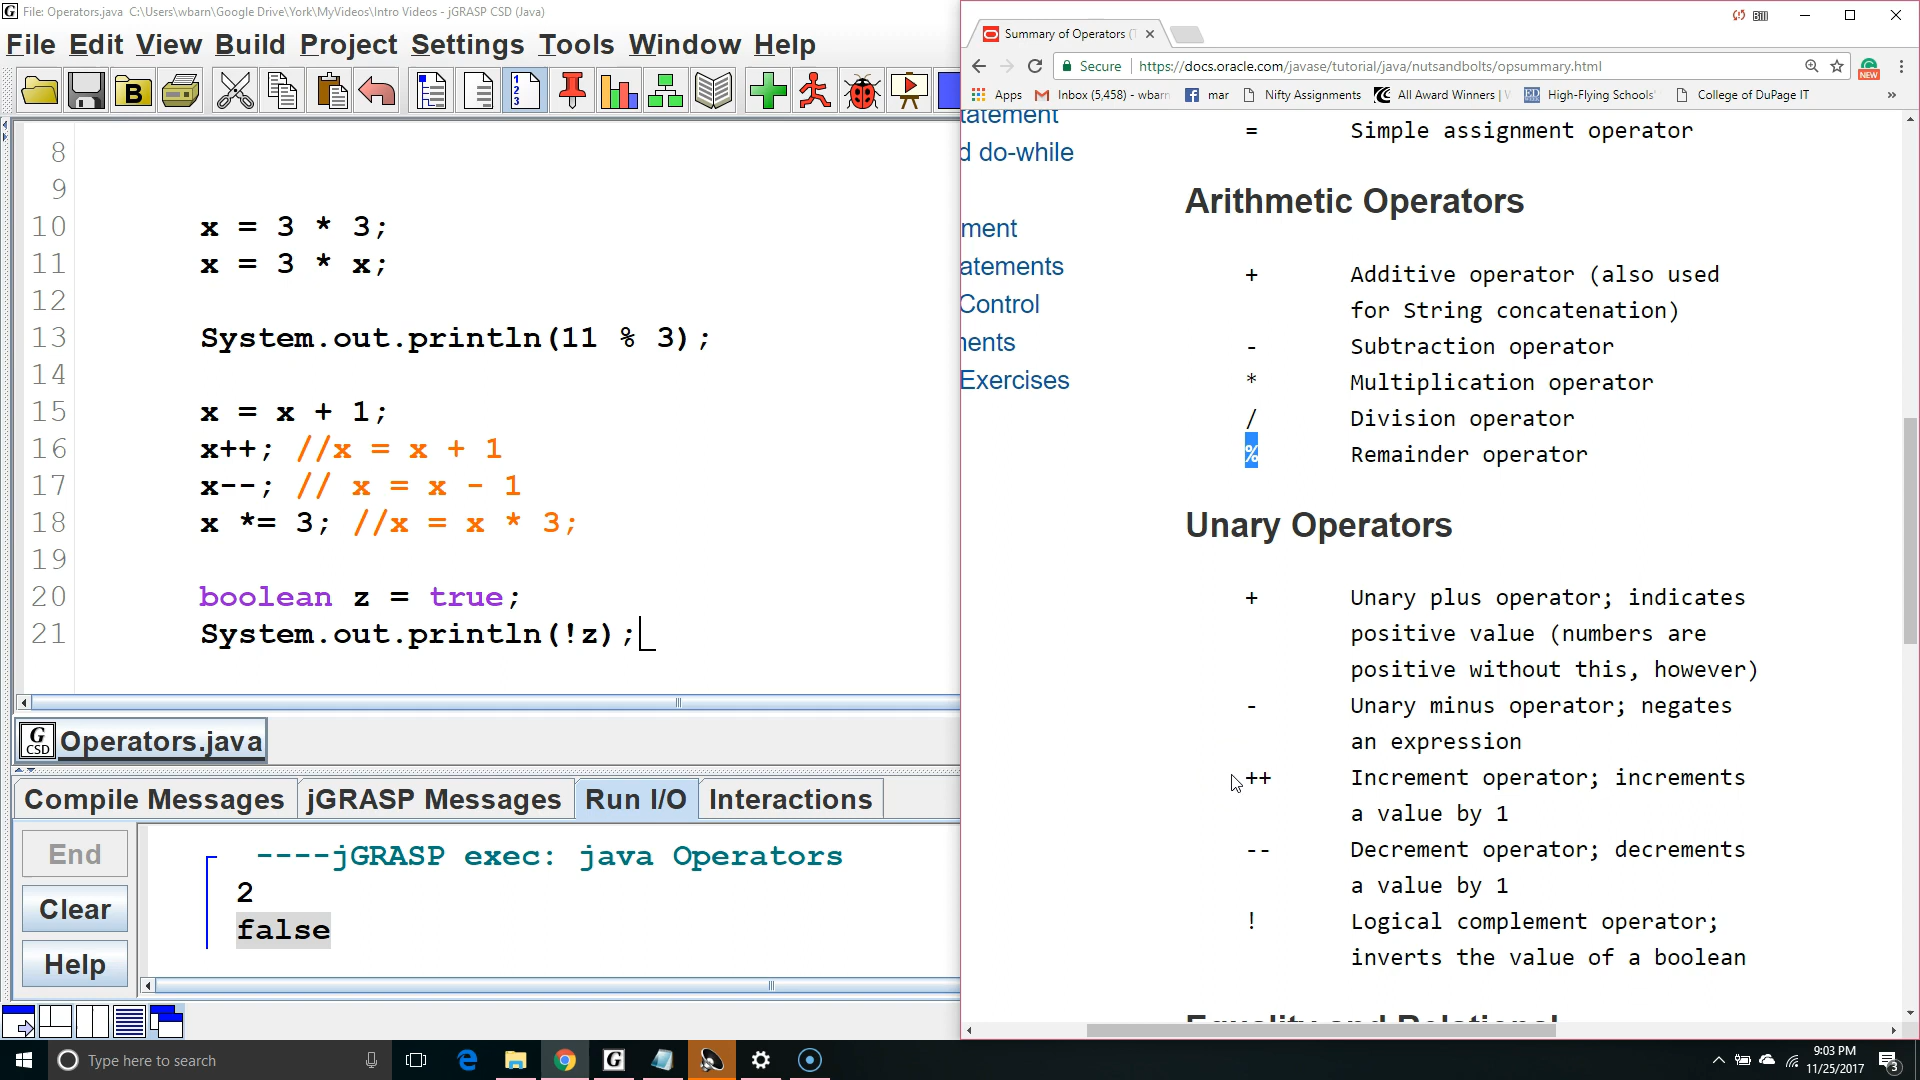 File: Operators.java C:\Users\wbarn\Google Drive\York\MyVideos\Intro Videos - jGRASP CSD (Java)
File Edit View Build Project Settings Tools Window Help
8
9
10 x = 3 * 3;
11 x = 3 * x;
12
13 System.out.println(11 % 3);
14
15 x = x + 1;
16 x++; //x = x + 1
17 x--; // x = x - 1
18 x *= 3; //x = x * 3;
19
20 boolean z = true;
21 System.out.println(!z);
G CSD Operators.java
Compile Messages jGRASP Messages Run I/O Interactions
End
Clear
Help
----jGRASP exec: java Operators
2
false
Type here to search
Bill
Summary of Operators (
Secure https://docs.oracle.com/javase/tutorial/java/nutsandbolts/opsummary.html
NEW
Apps Inbox (5,458) - wbarn mar Nifty Assignments All Award Winners | High-Flying Schools' College of DuPage IT »
tatement
d do-while
ment
atements
Control
nents
Exercises
= Simple assignment operator
Arithmetic Operators
+ Additive operator (also used
for String concatenation)
- Subtraction operator
* Multiplication operator
/ Division operator
% Remainder operator
Unary Operators
+ Unary plus operator; indicates
positive value (numbers are
positive without this, however)
- Unary minus operator; negates
an expression
++ Increment operator; increments
a value by 1
-- Decrement operator; decrements
a value by 1
! Logical complement operator;
inverts the value of a boolean
Equality and Relational
9:03 PM
11/25/2017
3